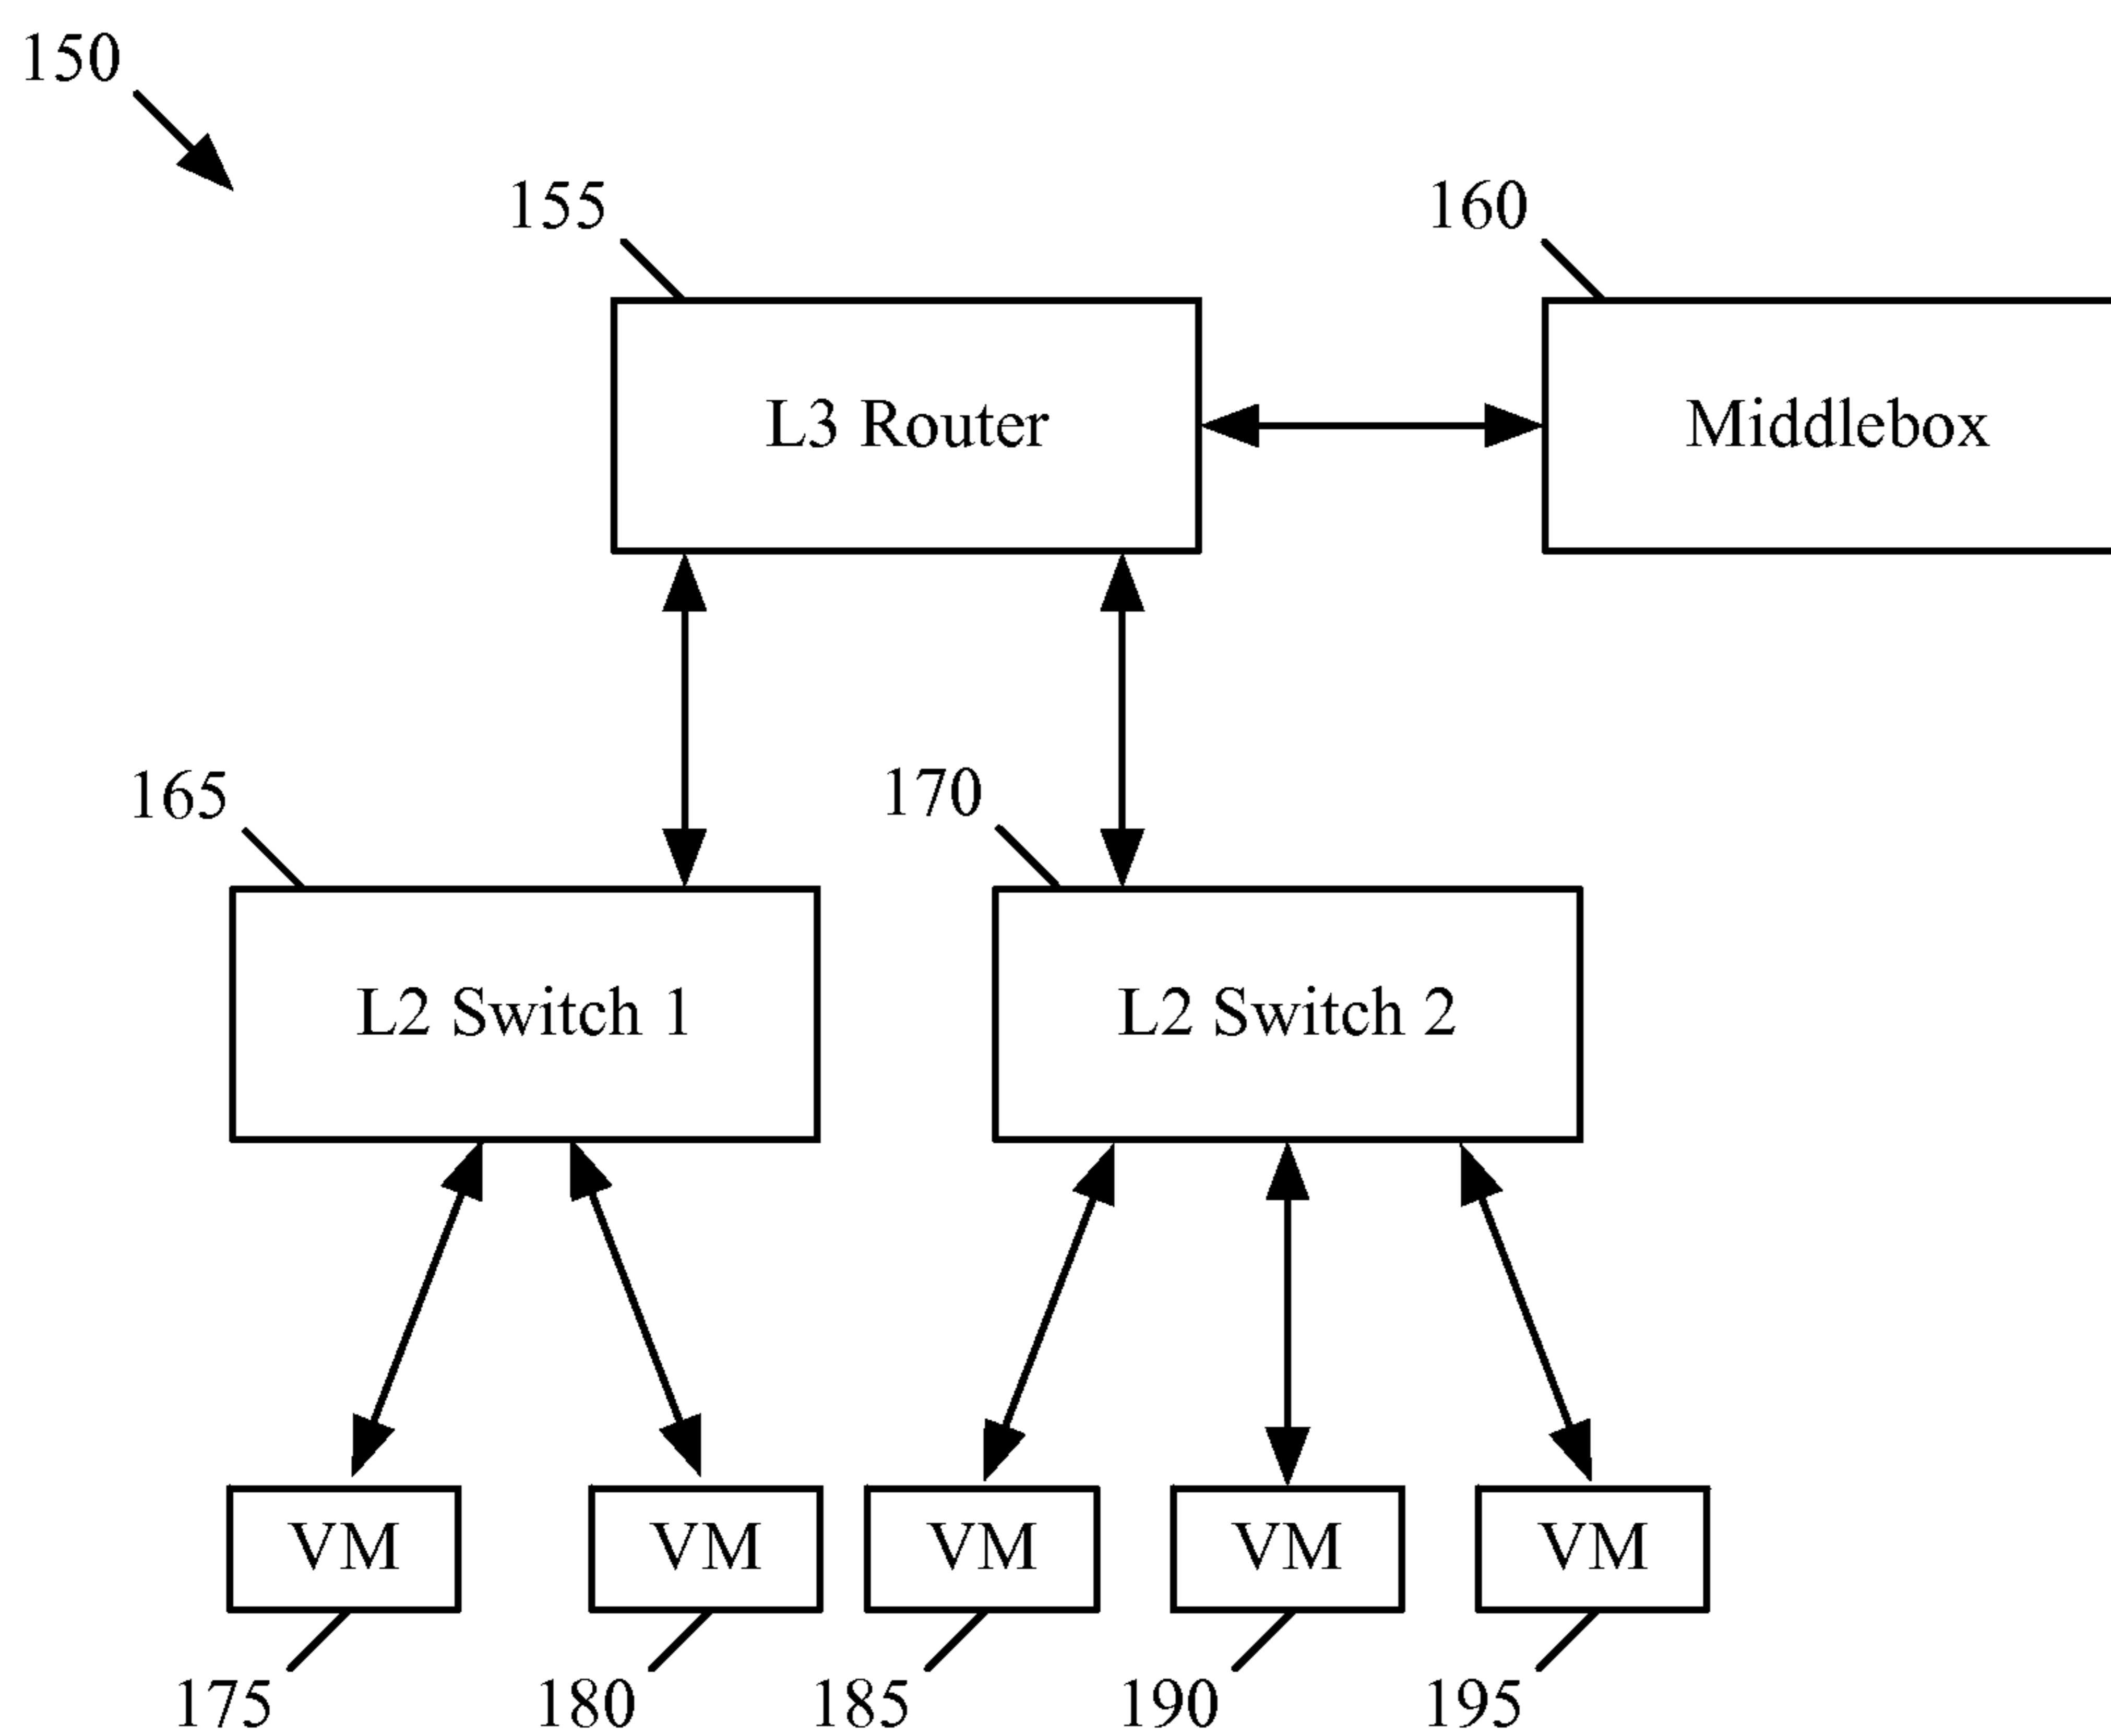 150
155
160
L3 Router
Middlebox
165
170
L2 Switch 1
L2 Switch 2
VM
VM
VM
VM
VM
175
180
185
190
195